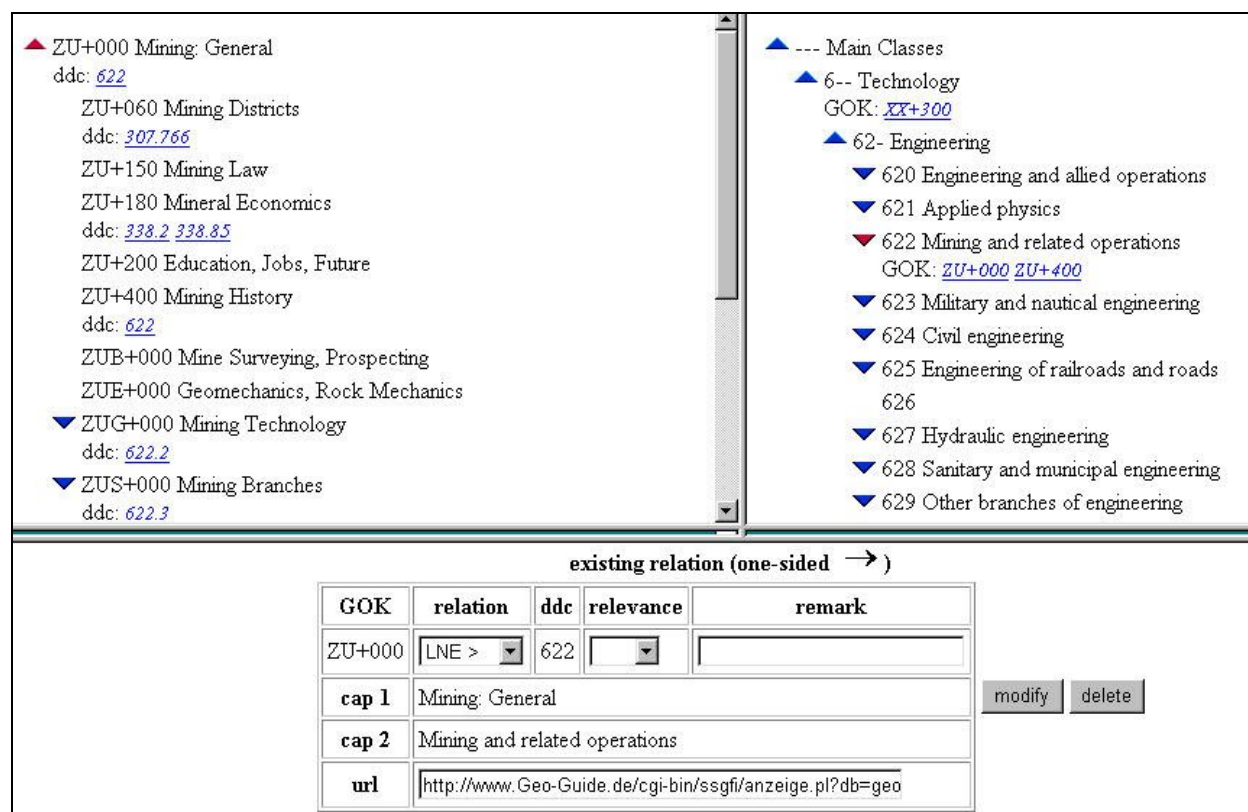 ZU+000 Mining: General
ddc: 622
ZU+060 Mining Districts
ddc: 307.766
ZU+150 Mining Law
ZU+180 Mineral Economics
ddc: 338.2 338.85
ZU+200 Education, Jobs, Future
ZU+400 Mining History
ddc: 622
ZUB+000 Mine Surveying, Prospecting
ZUE+000 Geomechanics, Rock Mechanics
ZUG+000 Mining Technology
ddc: 622.2
ZUS+000 Mining Branches
ddc: 622.3
--- Main Classes
6-- Technology
GOK: XX+300
62- Engineering
620 Engineering and allied operations
621 Applied physics
622 Mining and related operations
GOK: ZU+000 ZU+400
623 Military and nautical engineering
624 Civil engineering
625 Engineering of railroads and roads
626
627 Hydraulic engineering
628 Sanitary and municipal engineering
629 Other branches of engineering
existing relation (one-sided → )
GOK relation ddc relevance remark
ZU+000 LNE > 622
cap 1 Mining: General
modify delete
cap 2 Mining and related operations
url http://www.Geo-Guide.de/cgi-bin/ssgfi/anzeige.pl?db=geo